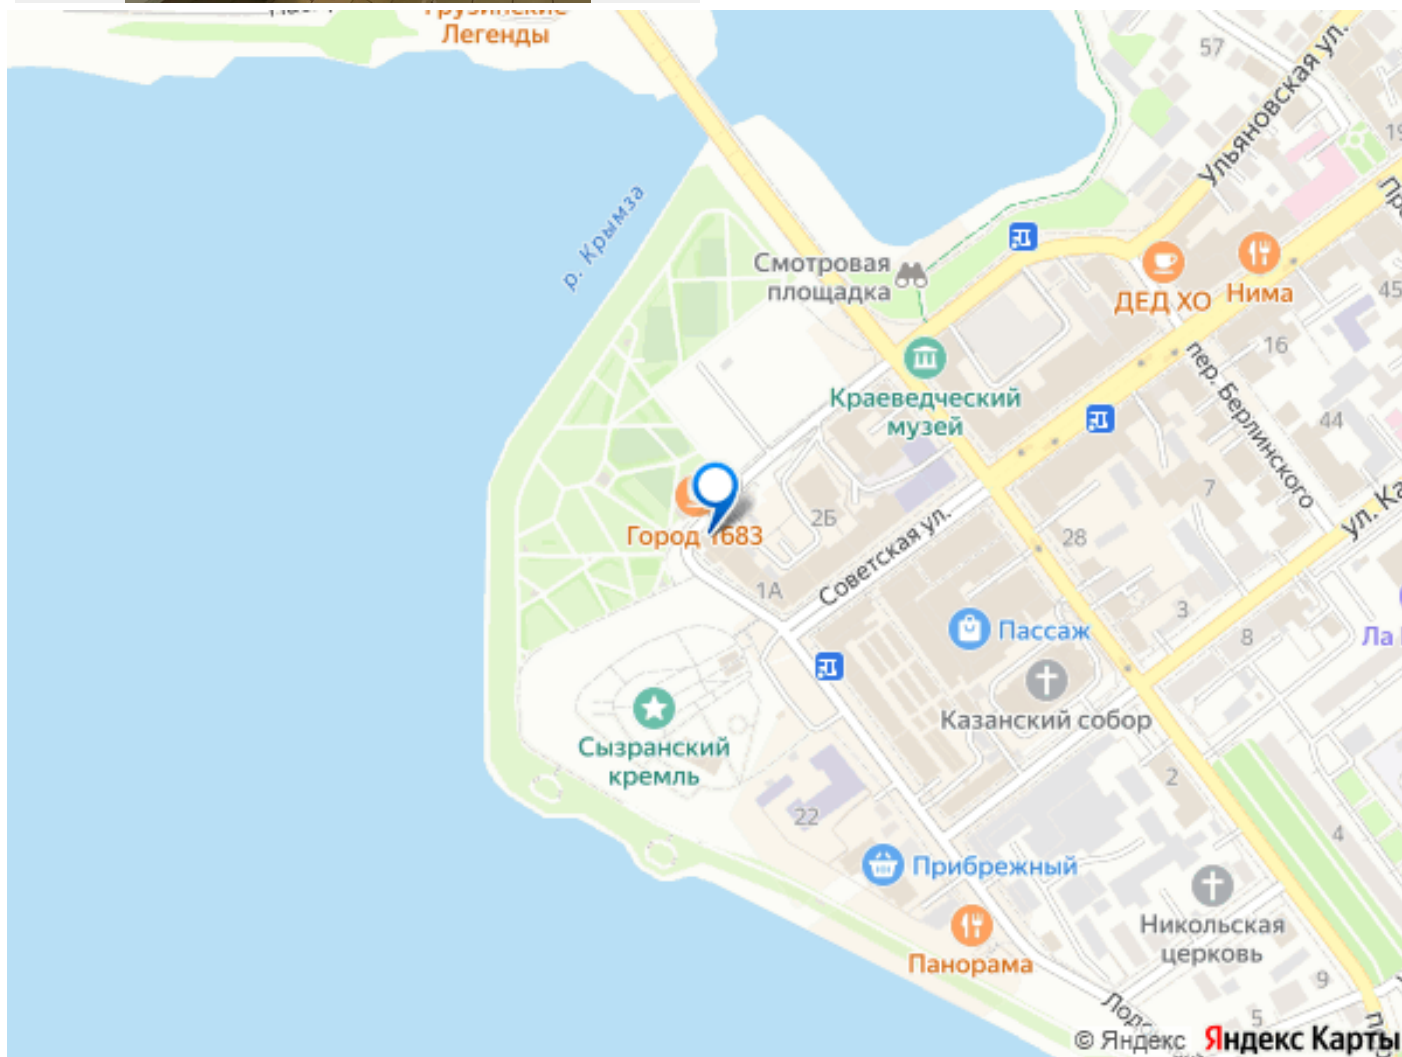 Грузинские
Легенды
57
Ульяновская ул.
р. Крымза
Смотровая
площадка
ДЕД ХО
Нима
45
16
Краеведческий
музей
пер. Берлинского
44
7
2Б
Город 1683
28
Советская ул.
1А
3
8
Пассаж
Ла
Казанский собор
Сызранский
кремль
2
22
4
Прибрежный
Никольская
церковь
Панорама
9
5
© Яндекс Яндекс Карты